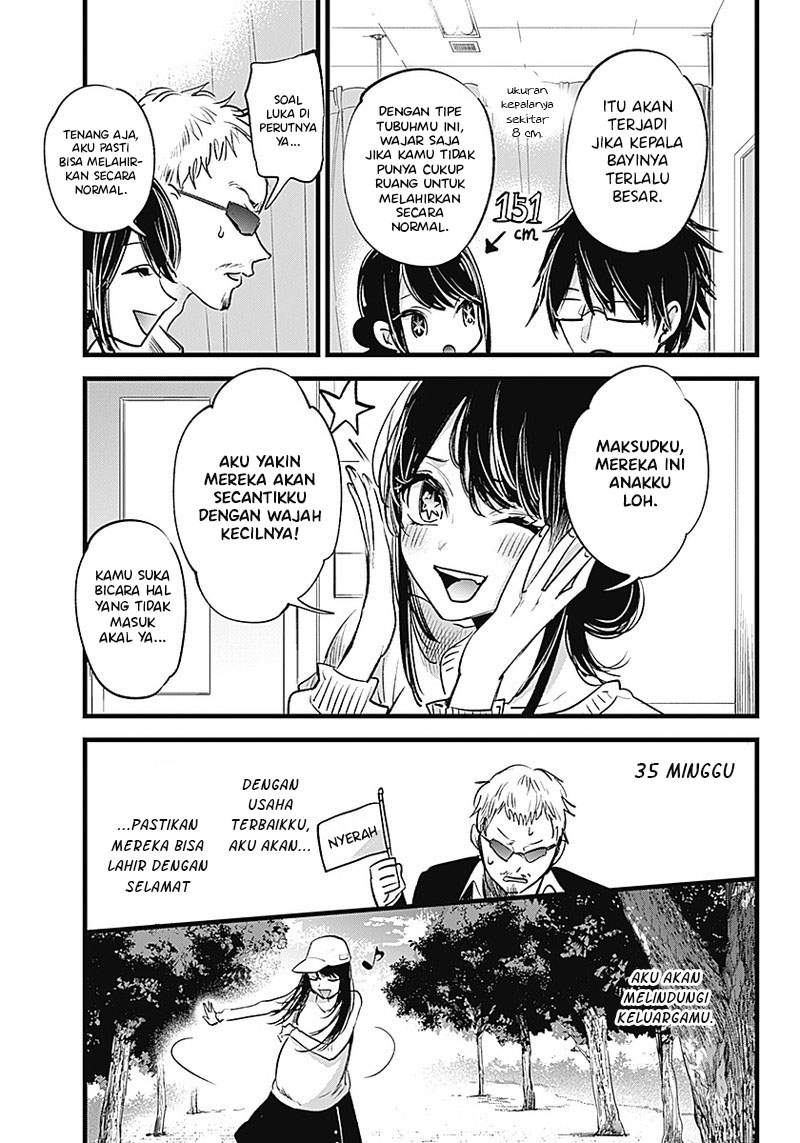 ITU AKAN
TERJADI
JIKA KEPALA
BAYINYA
TERLALU
BESAR.
ukuran
kepalanya
sekitar
8 cm.
DENGAN TIPE
TUBUHMU INI,
WAJAR SAJA
JIKA KAMU TIDAK
PUNYA CUKUP
RUANG UNTUK
MELAHIRKAN
SECARA
NORMAL.
151
cm
SOAL
LUKA DI
PERUTNYA
YA...
TENANG AJA,
AKU PASTI
BISA MELAHIR-
KAN SECARA
NORMAL.
MAKSUDKU,
MEREKA INI
ANAKKU
LOH.
AKU YAKIN
MEREKA AKAN
SECANTIKKU
DENGAN WAJAH
KECILNYA!
KAMU SUKA
BICARA HAL
YANG TIDAK
MASUK
AKAL YA...
35 MINGGU
NYERAH
DENGAN
USAHA
TERBAIKKU,
AKU AKAN...
...PASTIKAN
MEREKA BISA
LAHIR DENGAN
SELAMAT
AKU AKAN
MELINDUNGI
KELUARGAMU.